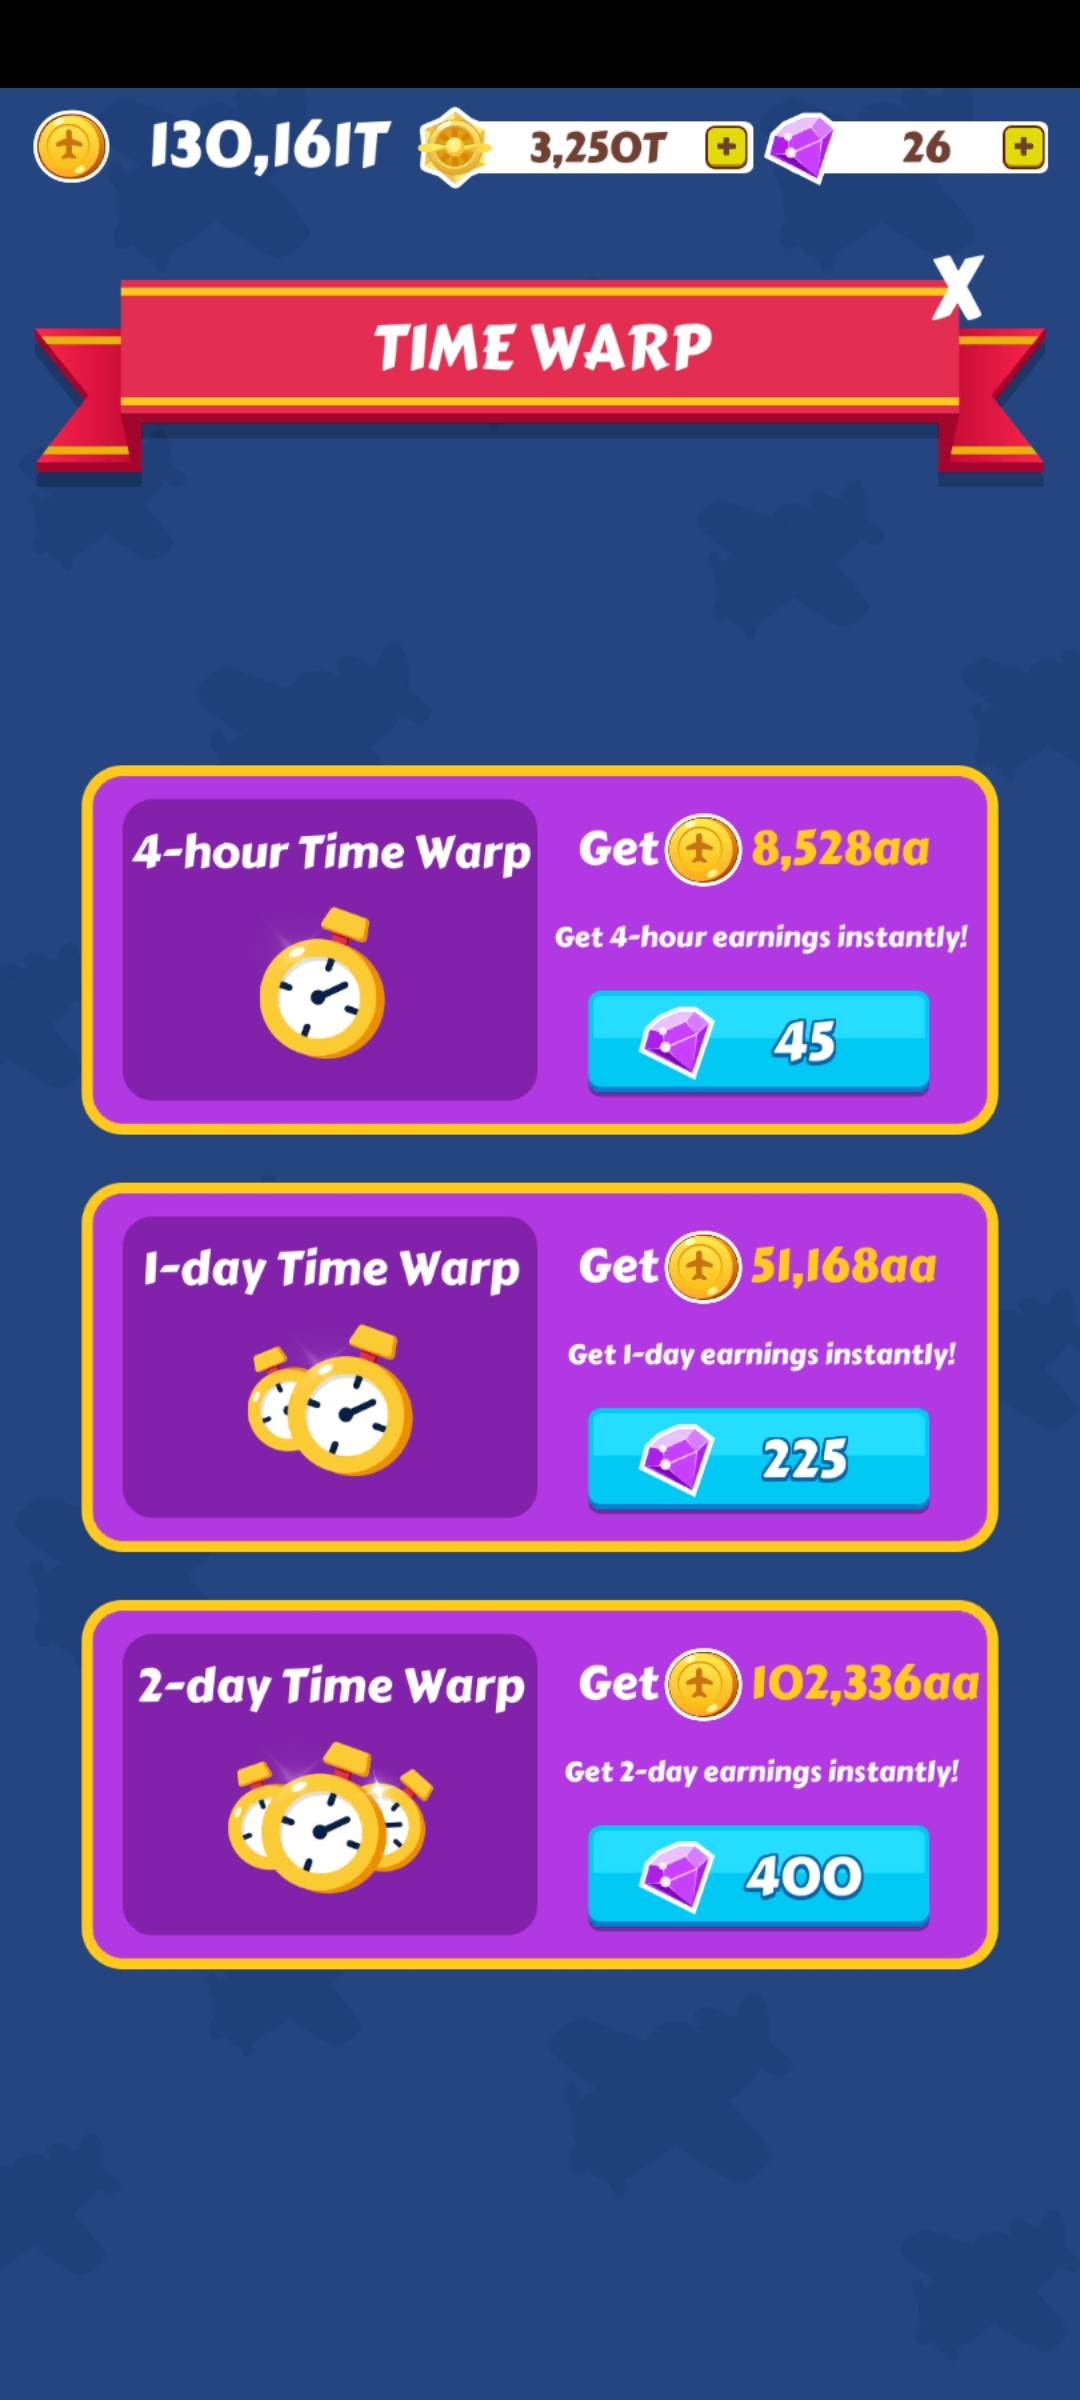 130,161T 3,250T + 26 +
X
TIME WARP
4-hour Time Warp
Get 8,528aa
Get 4-hour earnings instantly!
45
1-day Time Warp
Get 51,168aa
Get 1-day earnings instantly!
225
2-day Time Warp
Get 102,336aa
Get 2-day earnings instantly!
400